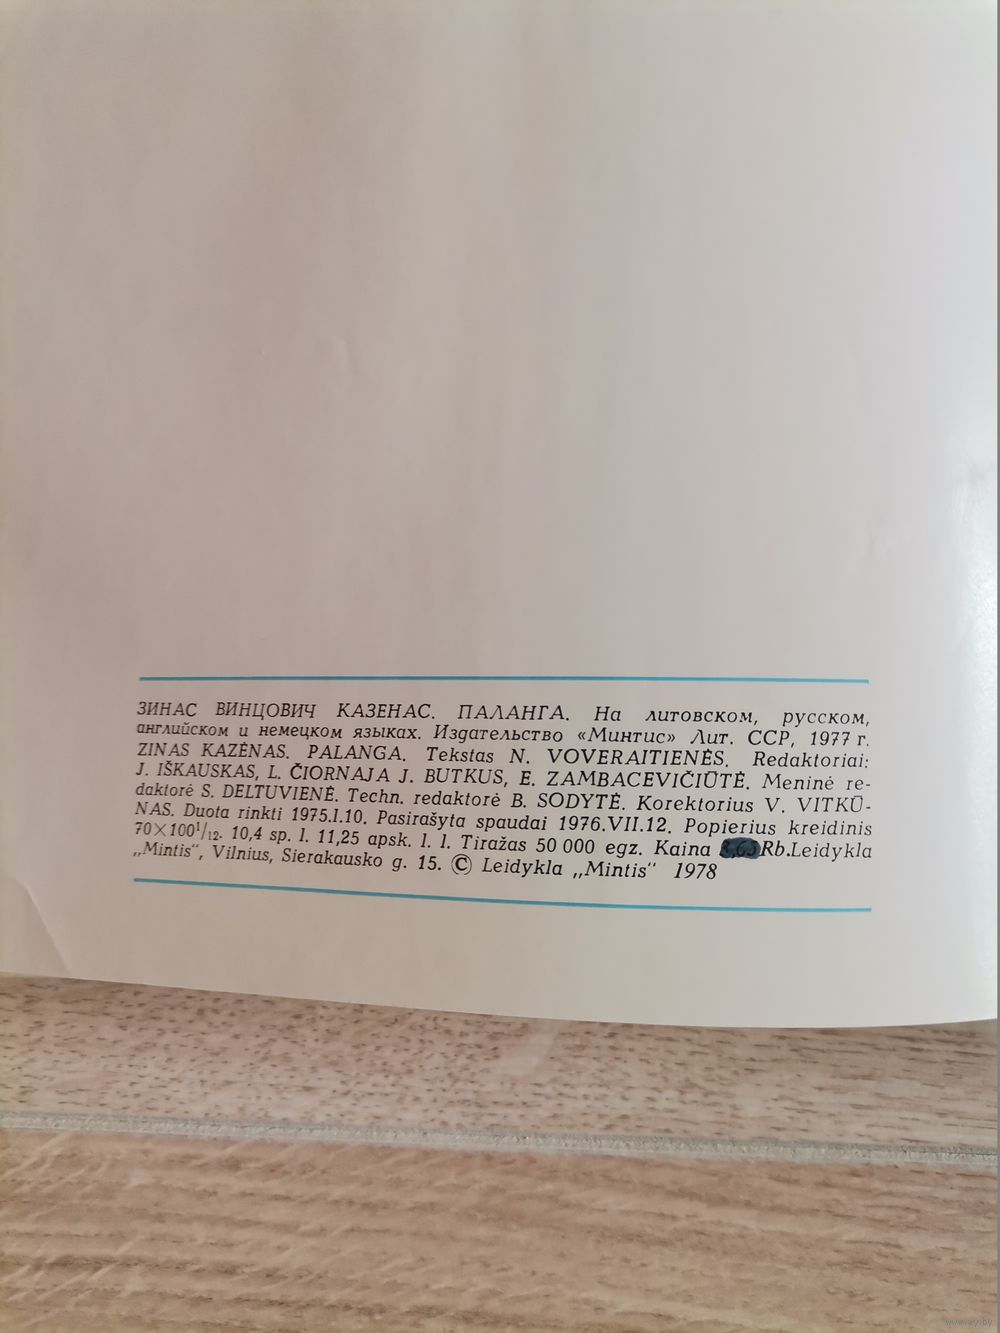 ЗИНАС ВИНЦОВИЧ КАЗЕНАС. ПАЛАНГА. На литовском, русском,
английском и немецком языках. Издательство «Минтис» Лит. ССР, 1977 г.
ZINAS KAZĖNAS. PALANGA. Tekstas N. VOVERAITIENĖS. Redaktoriai:
J. IŠKAUSKAS, L. ČIORNAJA J. BUTKUS, E. ZAMBACEVIČIŪTĖ. Meninė re-
daktorė S. DELTUVIENĖ. Techn. redaktorė B. SODYTĖ. Korektorius V. VITKŪ-
NAS. Duota rinkti 1975.I.10. Pasirašyta spaudai 1976.VII.12. Popierius kreidinis
70×100¹/₁₂. 10,4 sp. l. 11,25 apsk. l. l. Tiražas 50 000 egz. Kaina Rb. Leidykla
„Mintis“, Vilnius, Sierakausko g. 15. © Leidykla „Mintis“ 1978